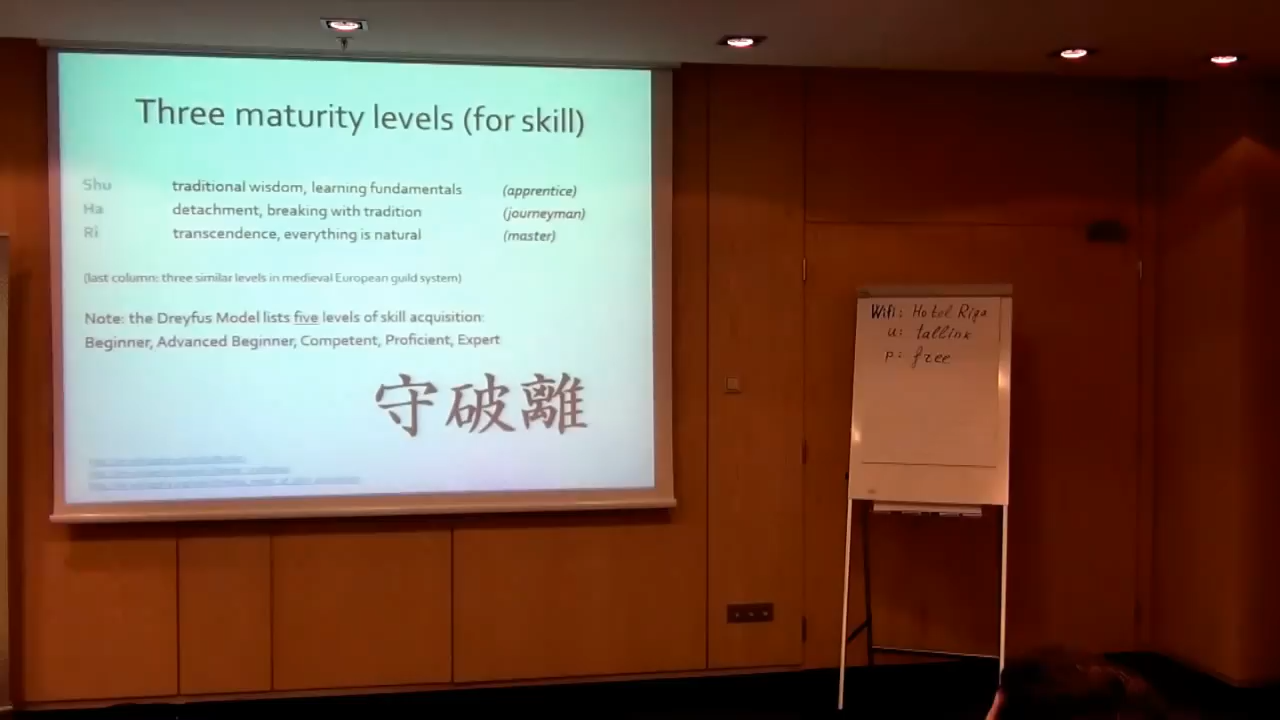 Three maturity levels (for skill)
Shu traditional wisdom, learning fundamentals (apprentice)
Ha detachment, breaking with tradition (journeyman)
Ri transcendence, everything is natural (master)
(last column: three similar levels in medieval European guild system)
Note: the Dreyfus Model lists five levels of skill acquisition:
Beginner, Advanced Beginner, Competent, Proficient, Expert
守破離
Wifi: Hotel Riga
u: tallink
p: free